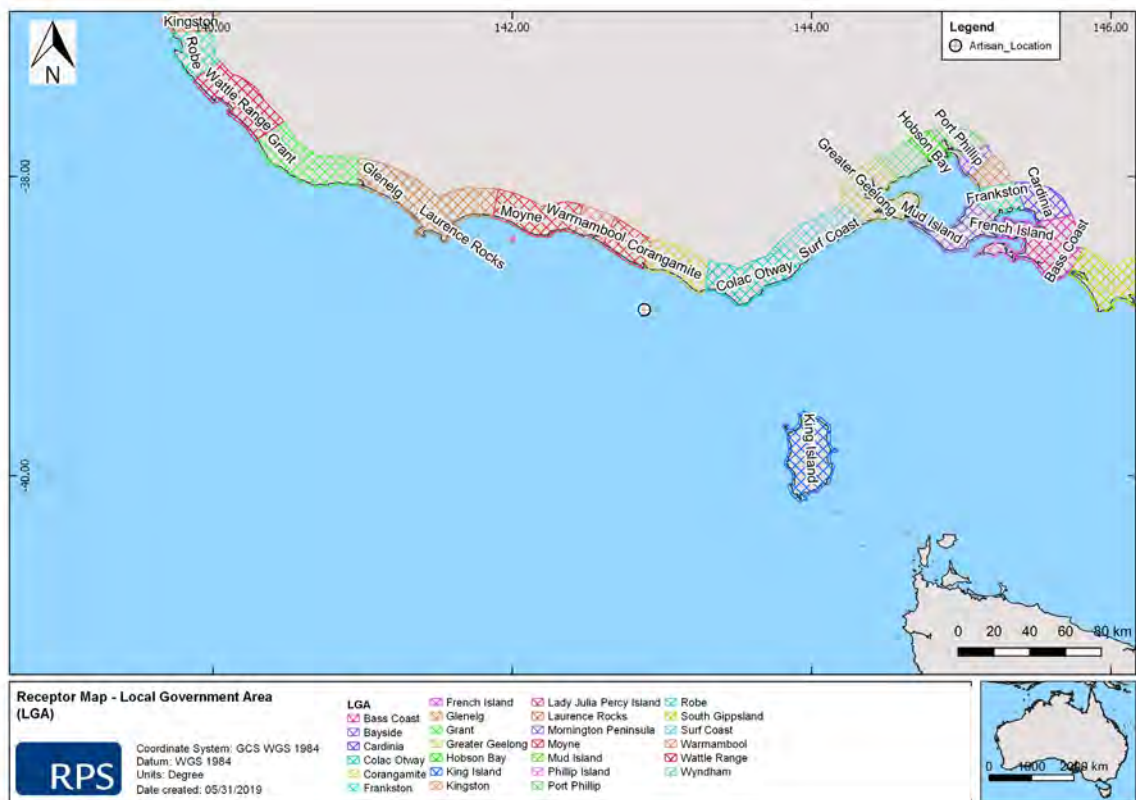 140.00
142.00
144.00
146.00
Kingston
Legend
Artisan_Location
N
Robe
Wattle Range
Grant
Glenelg
Laurence Rocks
Moyne
Warrnambool
Corangamite
Colac Otway
Surf Coast
Greater Geelong
Hobson Bay
Port Phillip
Cardinia
Frankston
Mud Island
French Island
Bass Coast
-38.00
-38.00
King Island
-40.00
-40.00
0 20 40 60 80 km
Receptor Map - Local Government Area
(LGA)
RPS
Coordinate System: GCS WGS 1984
Datum: WGS 1984
Units: Degree
Date created: 05/31/2019
LGA
Bass Coast
Bayside
Cardinia
Colac Otway
Corangamite
Frankston
French Island
Glenelg
Grant
Greater Geelong
Hobson Bay
King Island
Kingston
Lady Julia Percy Island
Laurence Rocks
Mornington Peninsula
Moyne
Mud Island
Phillip Island
Port Phillip
Robe
South Gippsland
Surf Coast
Warrnambool
Wattle Range
Wyndham
0 1000 2000 km